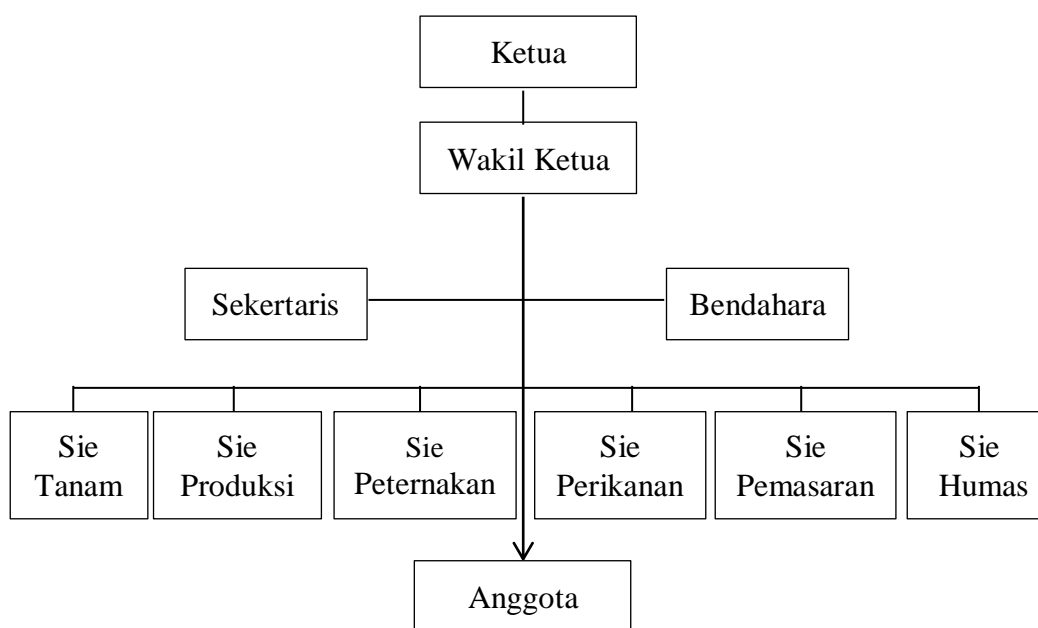 Ketua
Wakil Ketua
Sekertaris
Bendahara
Sie
Tanam
Sie
Produksi
Sie
Peternakan
Sie
Perikanan
Sie
Pemasaran
Sie
Humas
Anggota